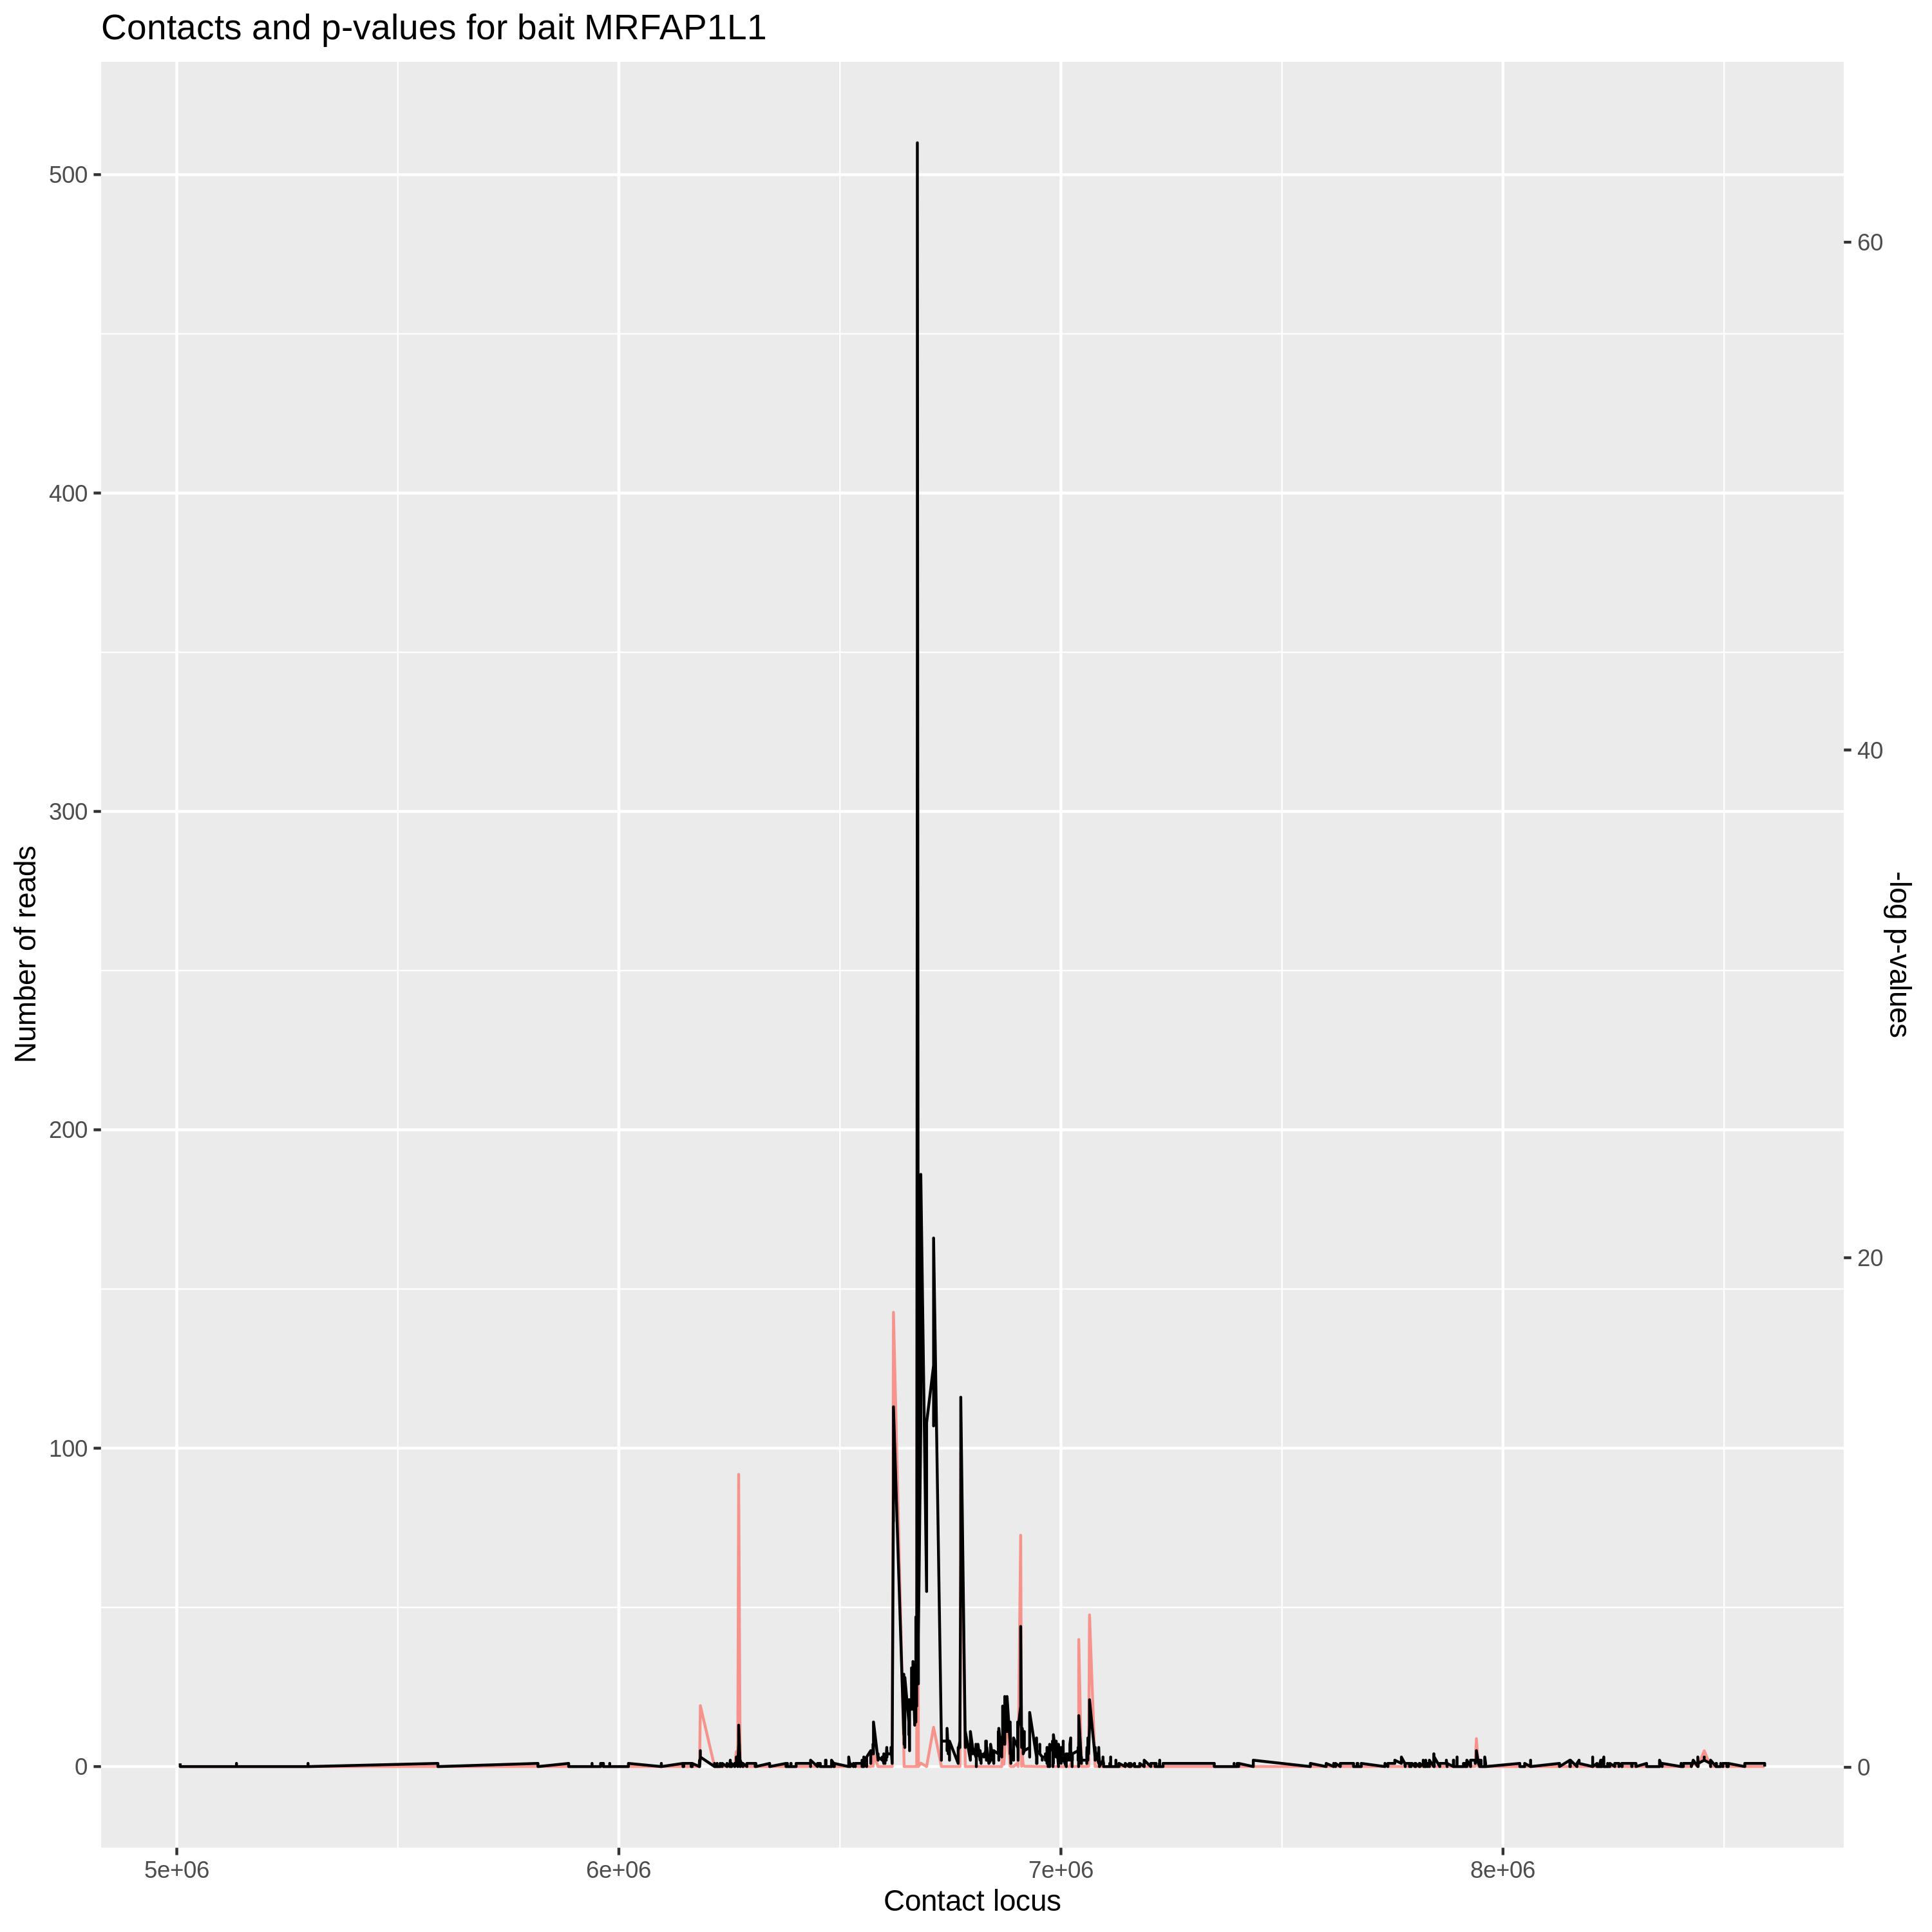 Contacts and p-values for bait MRFAP1L1
500
400
300
200
100
0
Number of reads
60
40
20
0
-log p-values
5e+06 6e+06 7e+06 8e+06
Contact locus